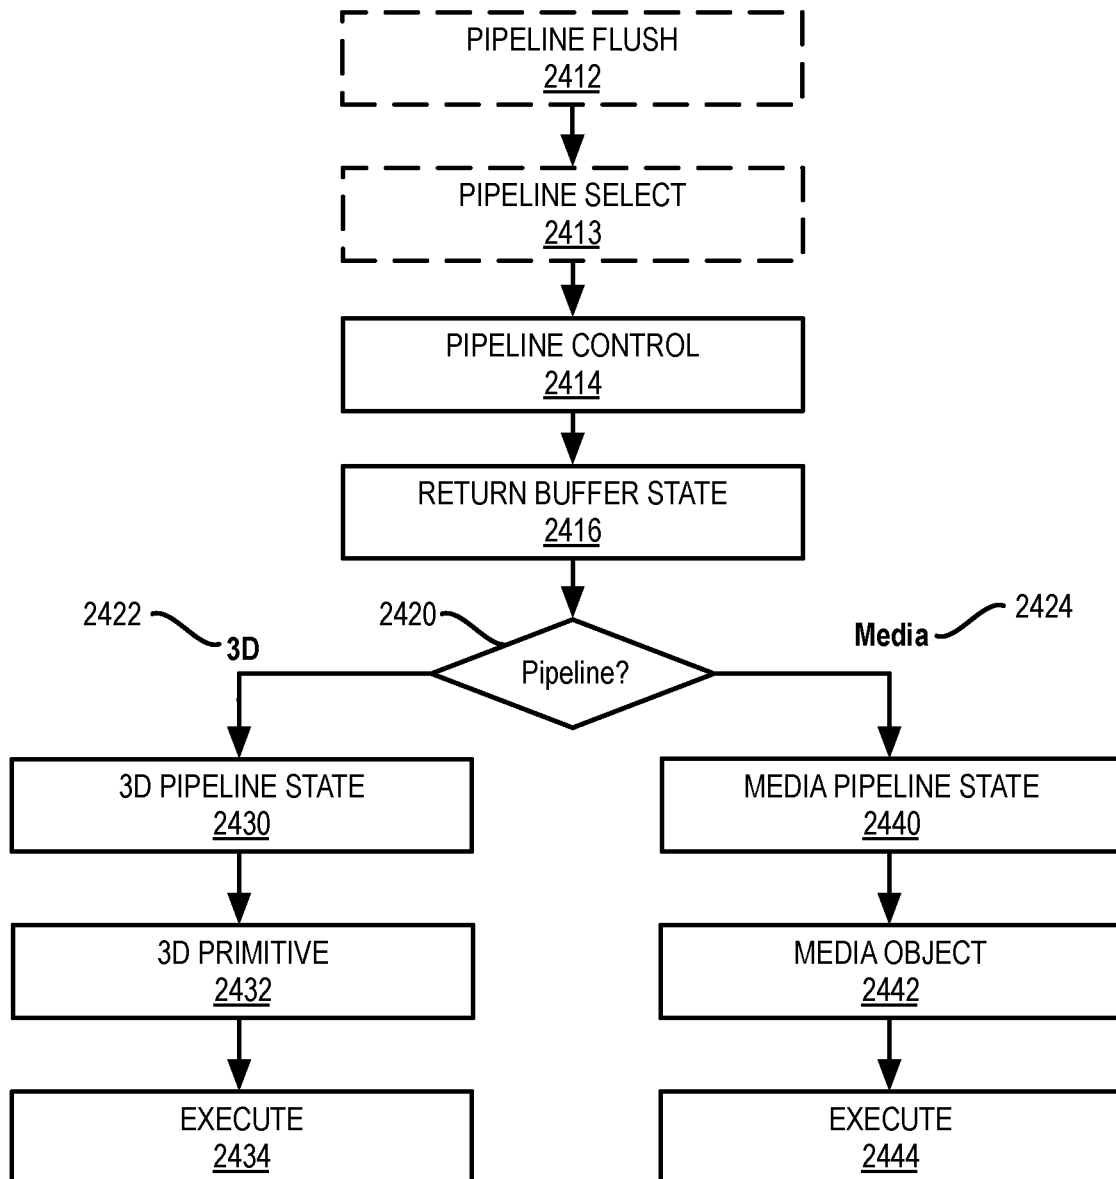 PIPELINE FLUSH
2412
PIPELINE SELECT
2413
PIPELINE CONTROL
2414
RETURN BUFFER STATE
2416
2422
3D
2420
Pipeline?
Media
2424
3D PIPELINE STATE
2430
MEDIA PIPELINE STATE
2440
3D PRIMITIVE
2432
MEDIA OBJECT
2442
EXECUTE
2434
EXECUTE
2444